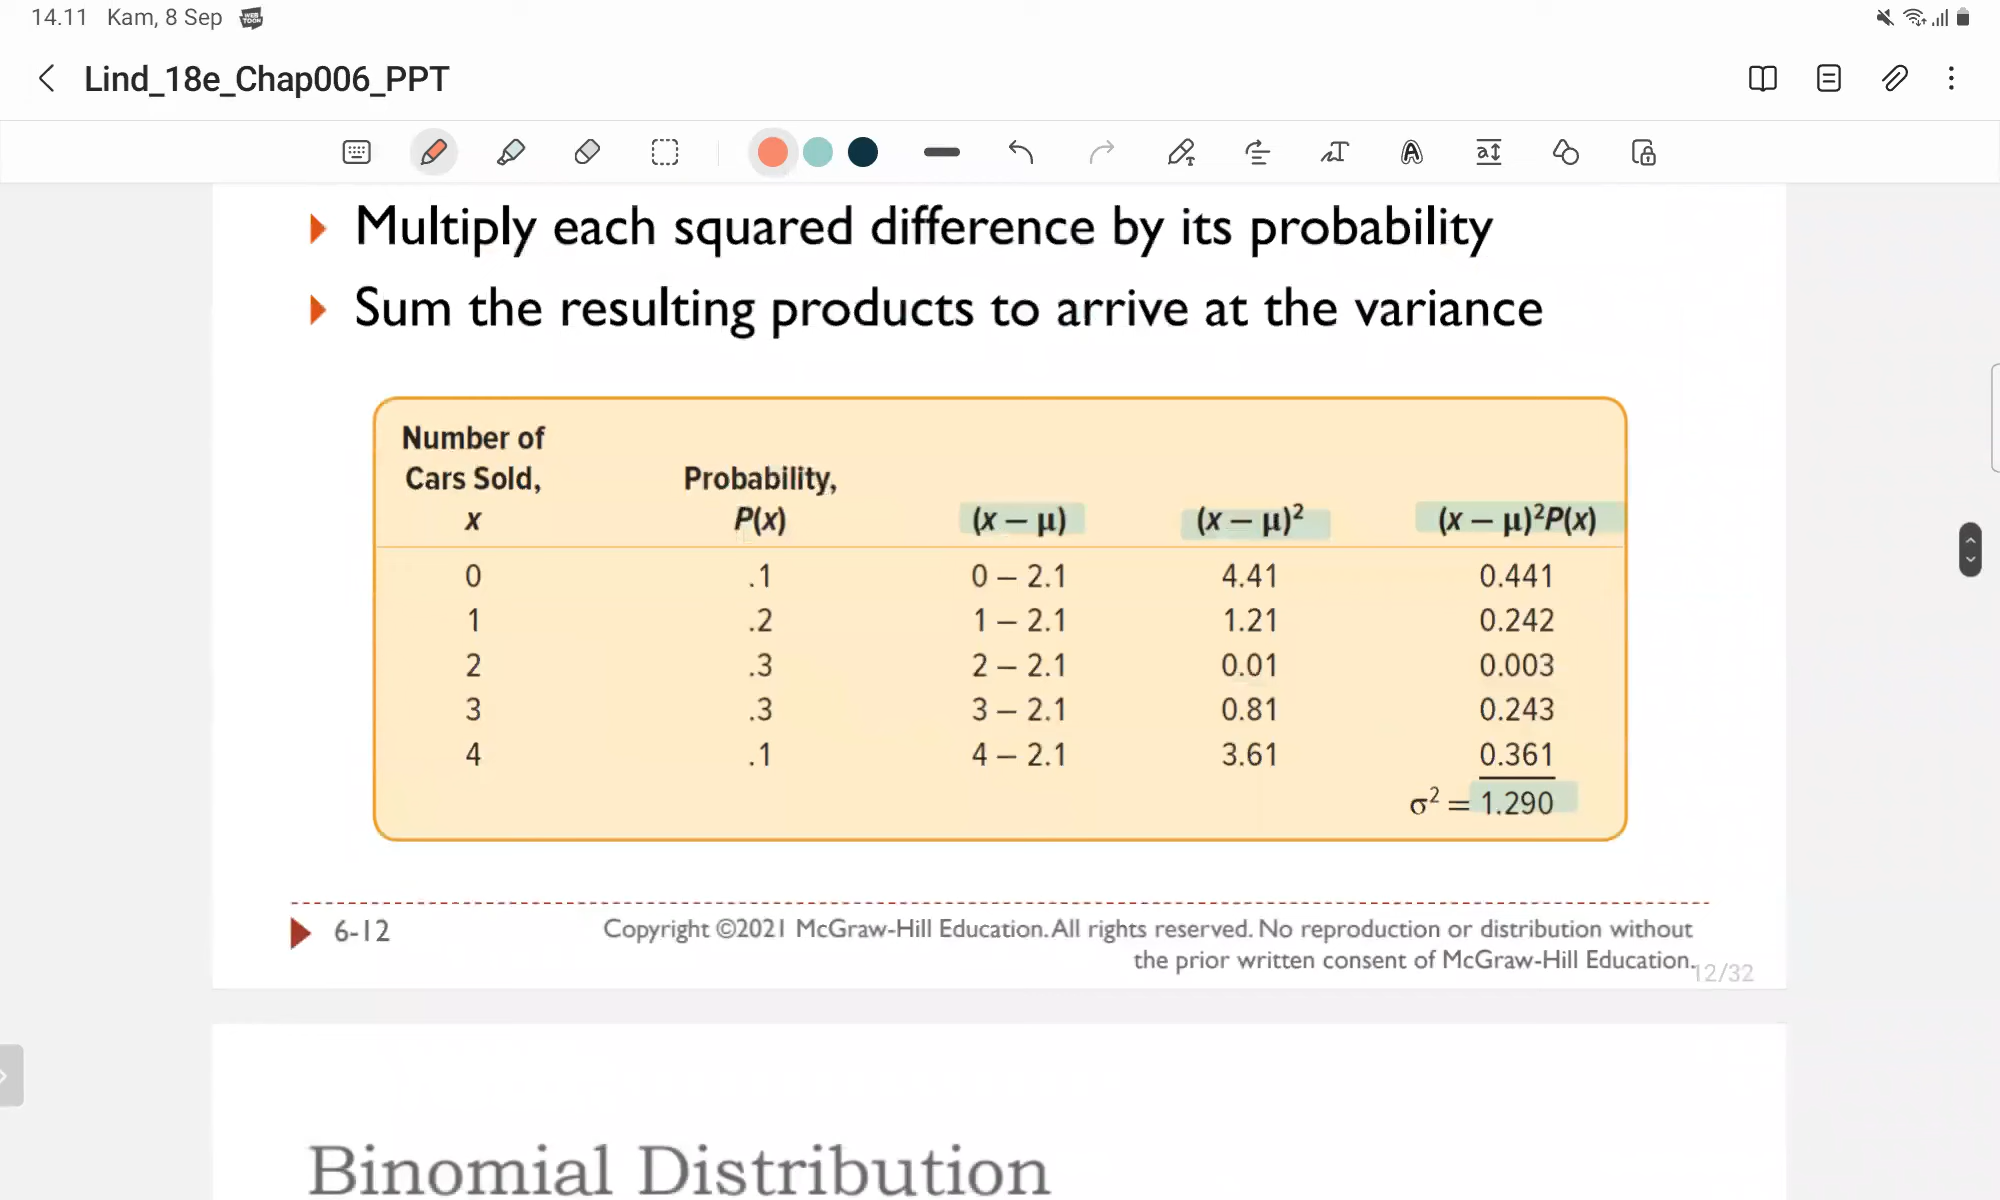 14.11 Kam, 8 Sep WEB TOON
Lind_18e_Chap006_PPT
Multiply each squared difference by its probability
Sum the resulting products to arrive at the variance
Number of
Cars Sold, Probability,
x P(x) (x – μ) (x – μ)² (x – μ)²P(x)
0 .1 0 – 2.1 4.41 0.441
1 .2 1 – 2.1 1.21 0.242
2 .3 2 – 2.1 0.01 0.003
3 .3 3 – 2.1 0.81 0.243
4 .1 4 – 2.1 3.61 0.361
σ² = 1.290
6-12 Copyright ©2021 McGraw-Hill Education. All rights reserved. No reproduction or distribution without
the prior written consent of McGraw-Hill Education.
12/32
Binomial Distribution